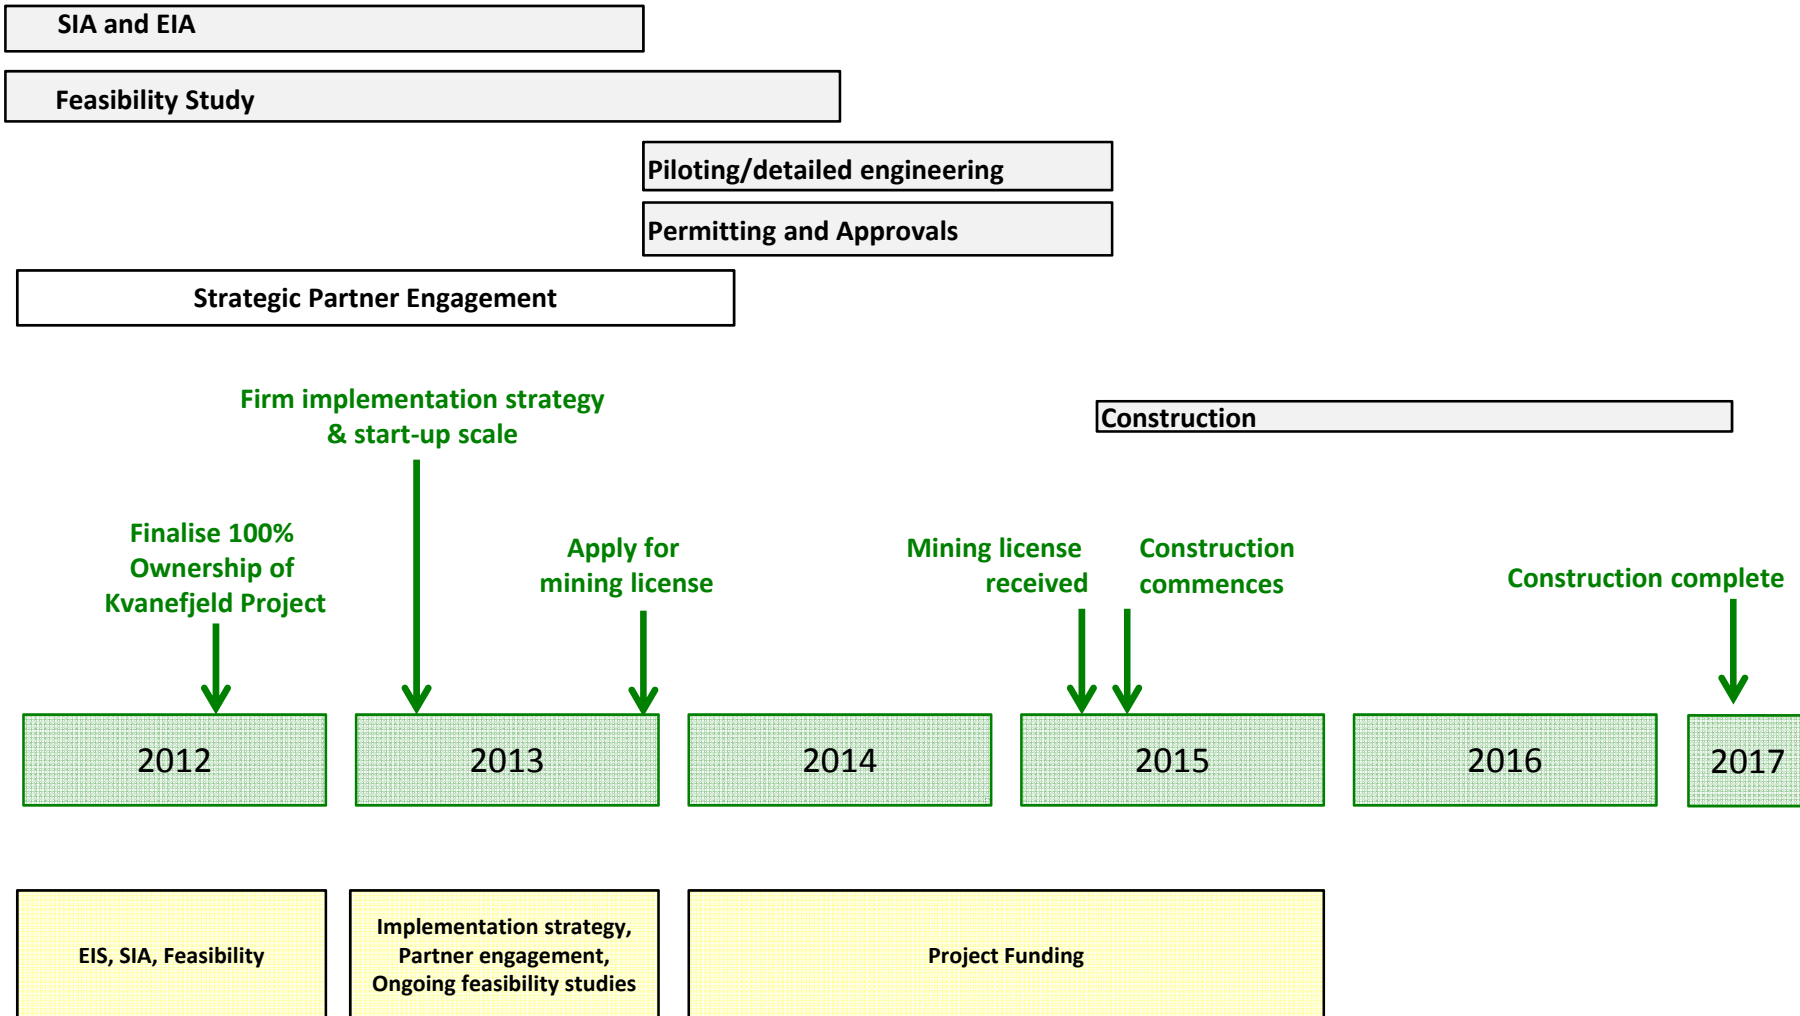 SIA and EIA
Feasibility Study
Piloting/detailed engineering
Permitting and Approvals
Strategic Partner Engagement
Firm implementation strategy
& start-up scale
Construction
Finalise 100%
Ownership of
Kvanefjeld Project
Apply for
mining license
Mining license
received
Construction
commences
Construction complete
2012
2013
2014
2015
2016
2017
EIS, SIA, Feasibility
Implementation strategy,
Partner engagement,
Ongoing feasibility studies
Project Funding